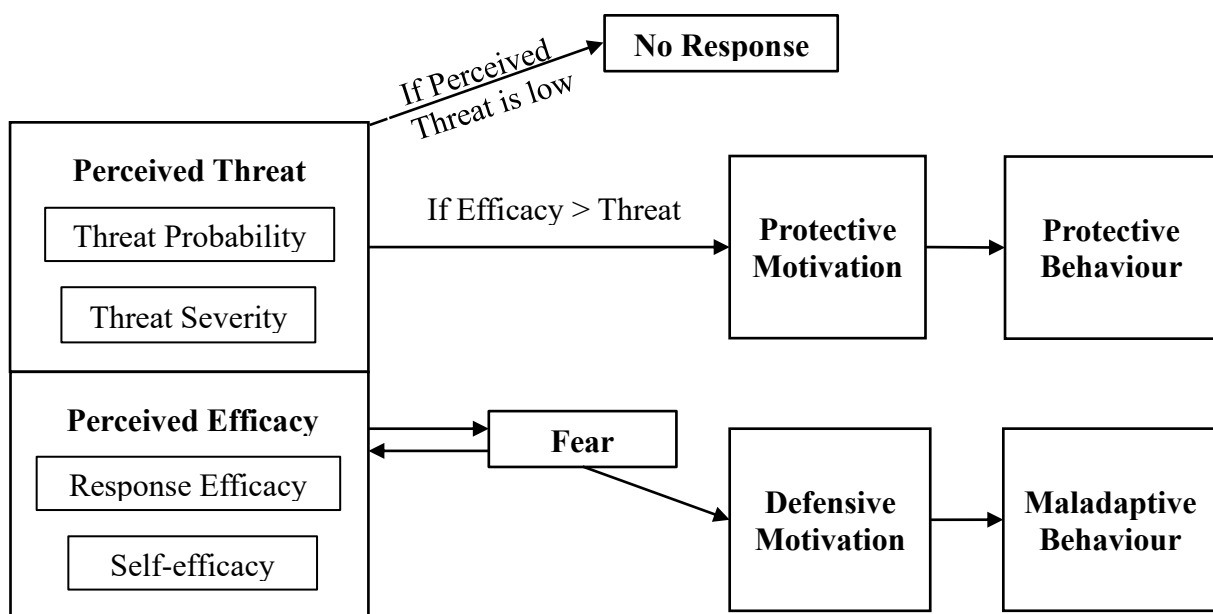 No Response
If Perceived
Threat is low
Perceived Threat
Threat Probability
Threat Severity
If Efficacy > Threat
Protective
Motivation
Protective
Behaviour
Perceived Efficacy
Response Efficacy
Self-efficacy
Fear
Defensive
Motivation
Maladaptive
Behaviour